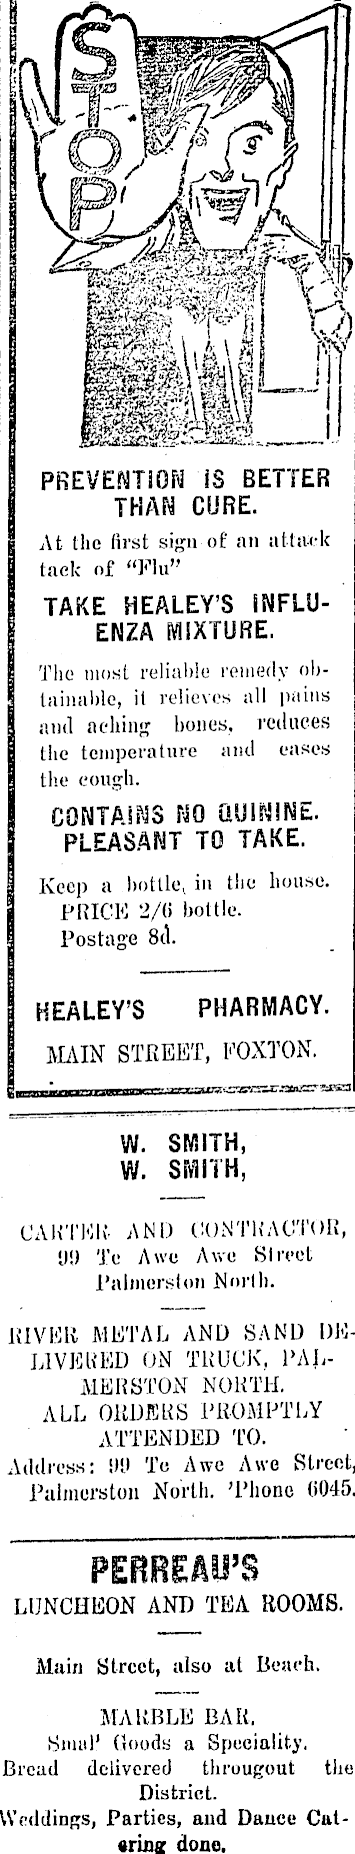 STOP
PREVENTION IS BETTER
THAN CURE.
At the first sign of an attack
tack of "Flu"
TAKE HEALEY'S INFLU-
ENZA MIXTURE.
The most reliable remedy ob-
tainable, it relieves all pains
and aching bones, reduces
the temperature and eases
the cough.
CONTAINS NO QUININE.
PLEASANT TO TAKE.
Keep a bottle, in the house.
PRICE 2/6 bottle.
Postage 8d.
HEALEY'S PHARMACY.
MAIN STREET, FOXTON.
W. SMITH,
W. SMITH,
CARTER AND CONTRACTOR,
99 Te Awe Awe Street
Palmerston North.
RIVER METAL AND SAND DE-
LIVERED ON TRUCK, PAL-
MERSTON NORTH.
ALL ORDERS PROMPTLY
ATTENDED TO.
Address: 99 Te Awe Awe Street,
Palmerston North. 'Phone 6045.
PERREAU'S
LUNCHEON AND TEA ROOMS.
Main Street, also at Beach.
MARBLE BAR.
Small Goods a Speciality.
Bread delivered througout the
District.
Weddings, Parties, and Dance Cat-
ering done.